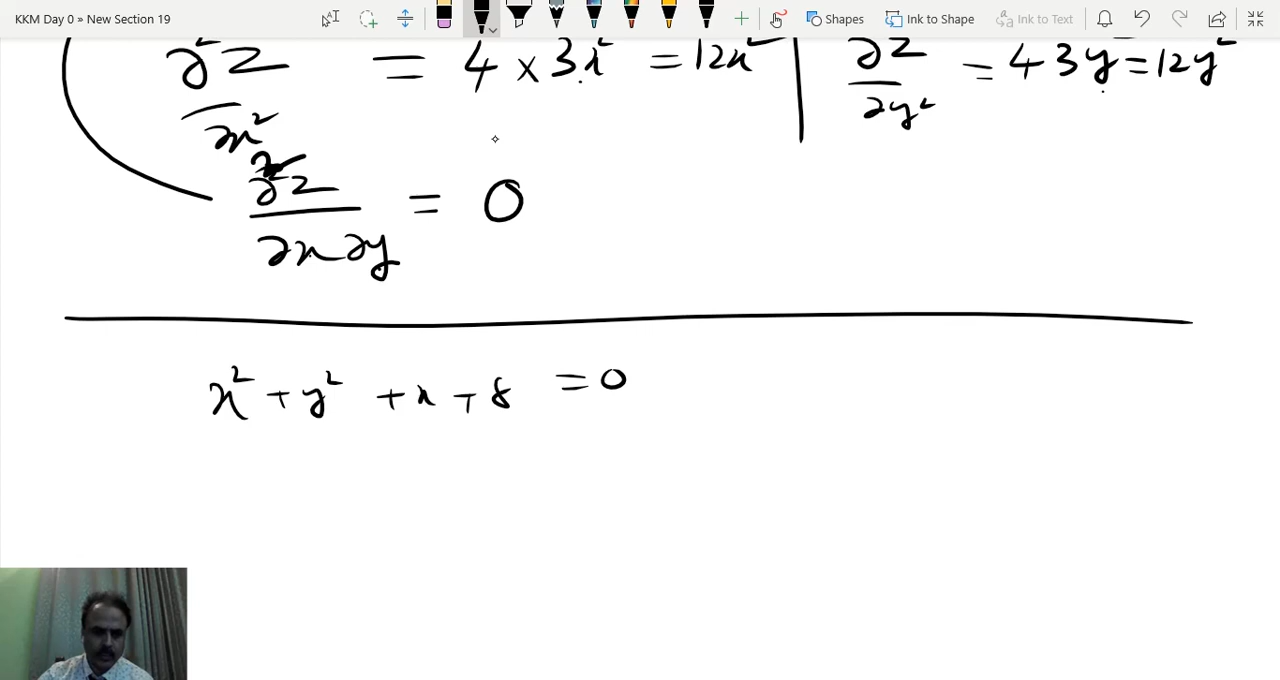 KKM Day 0 » New Section 19 Shapes Ink to Shape Ink to Text
∂²z/∂x² = 4 × 3x² = 12x² | ∂²z/∂y² = 4 3y² = 12y²
∂²z/∂x∂y = 0
x² + y² + x + 8 = 0